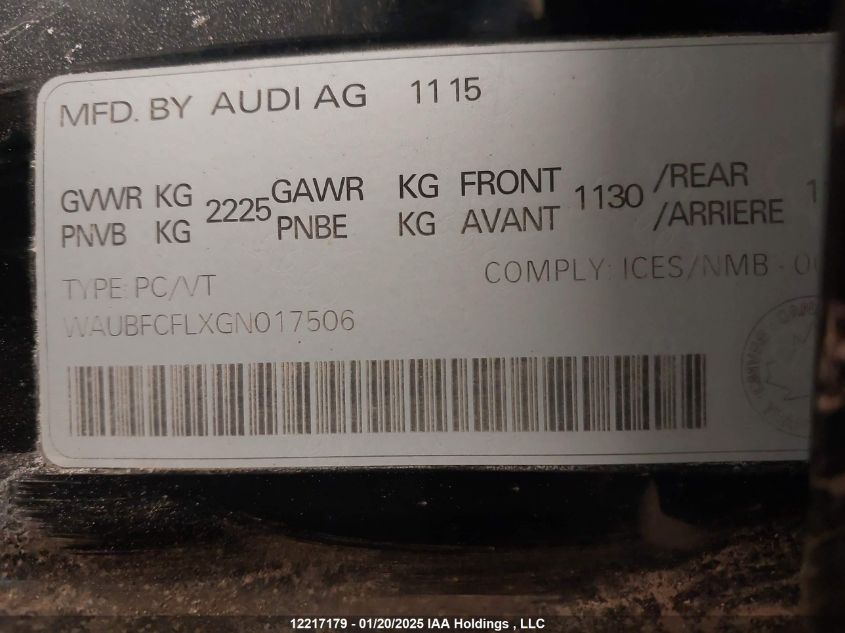 MFD. BY AUDI AG 11 15
GVWR KG 2225 GAWR KG FRONT 1130 /REAR
PNVB KG PNBE KG AVANT /ARRIERE
TYPE: PC/VT COMPLY: ICES/NMB - 
WAUBFCFLXGN017506
12217179 - 01/20/2025 IAA Holdings , LLC